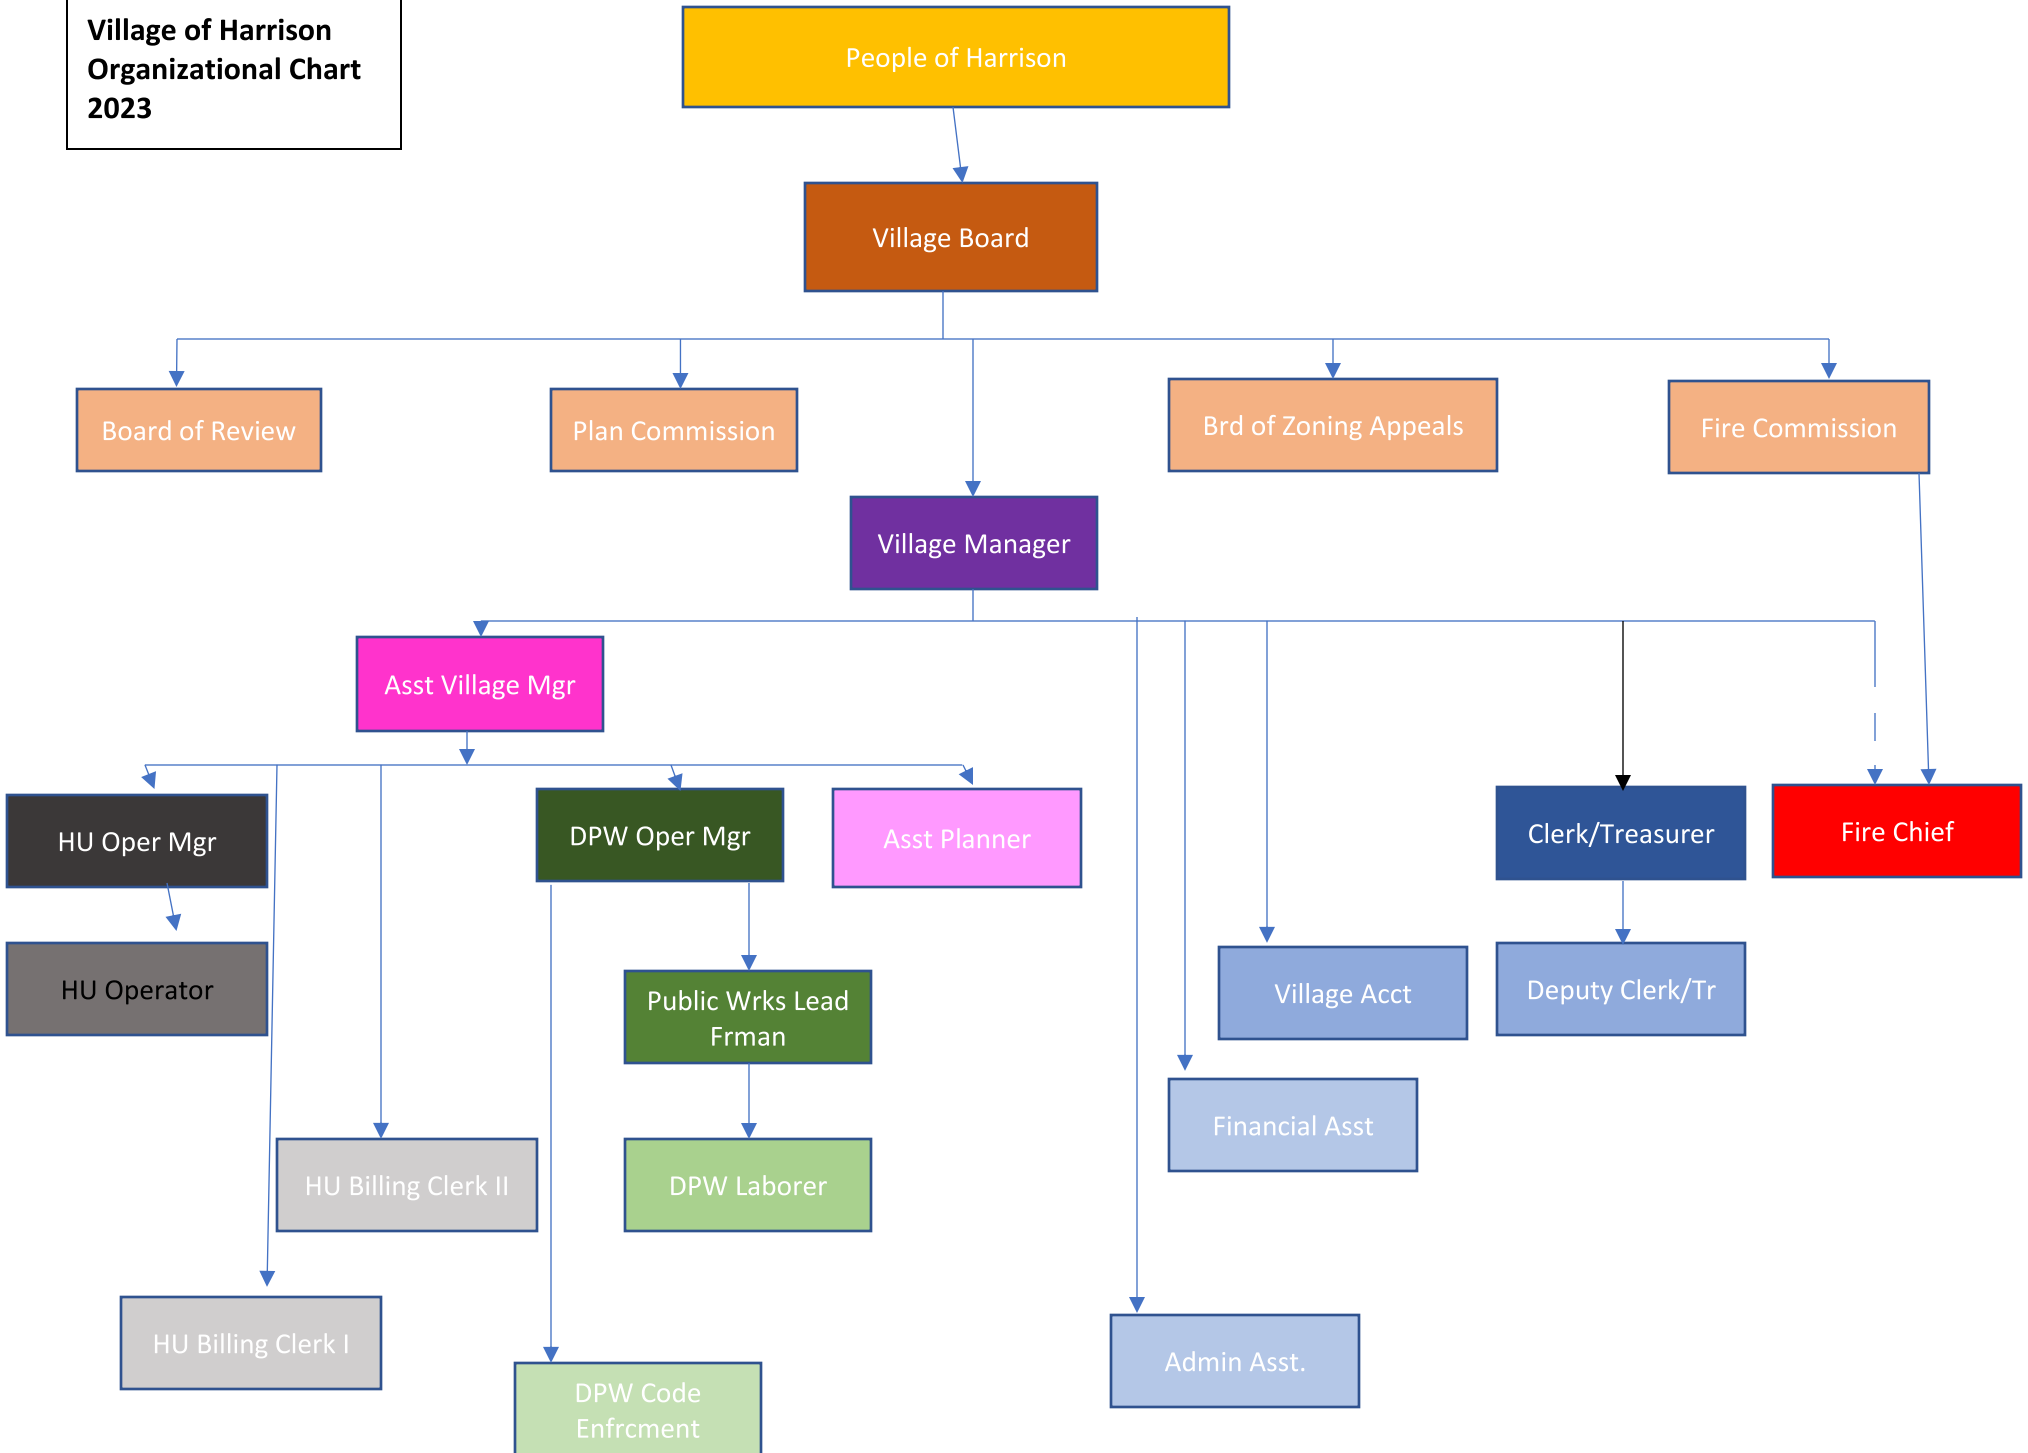 Village of Harrison
Organizational Chart
2023
People of Harrison
Village Board
Board of Review
Plan Commission
Brd of Zoning Appeals
Fire Commission
Village Manager
Asst Village Mgr
HU Oper Mgr
DPW Oper Mgr
Asst Planner
Clerk/Treasurer
Fire Chief
HU Operator
Public Wrks Lead
Frman
Village Acct
Deputy Clerk/Tr
Financial Asst
HU Billing Clerk II
DPW Laborer
HU Billing Clerk I
Admin Asst.
DPW Code
Enfrcment